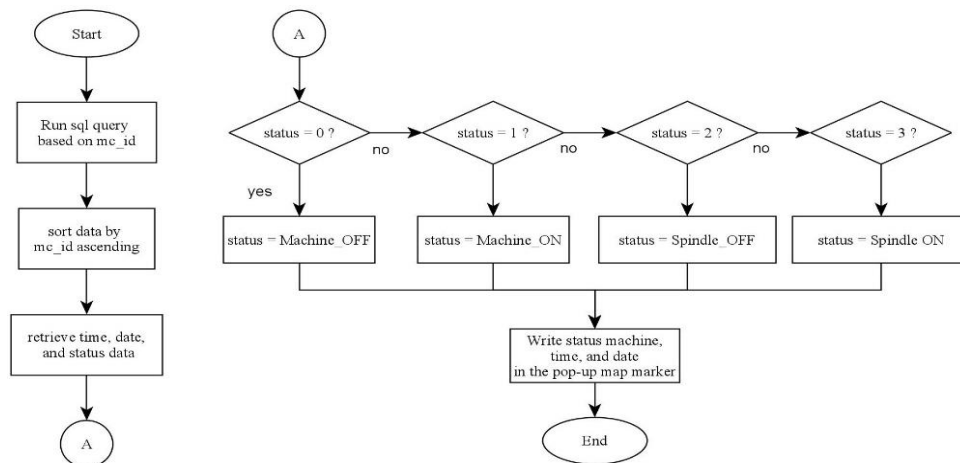 Start
Run sql query
based on mc_id
sort data by
mc_id ascending
retrieve time, date,
and status data
A
A
status = 0 ?
no
status = 1 ?
no
status = 2 ?
no
status = 3 ?
yes
status = Machine_OFF
status = Machine_ON
status = Spindle_OFF
status = Spindle ON
Write status machine,
time, and date
in the pop-up map marker
End